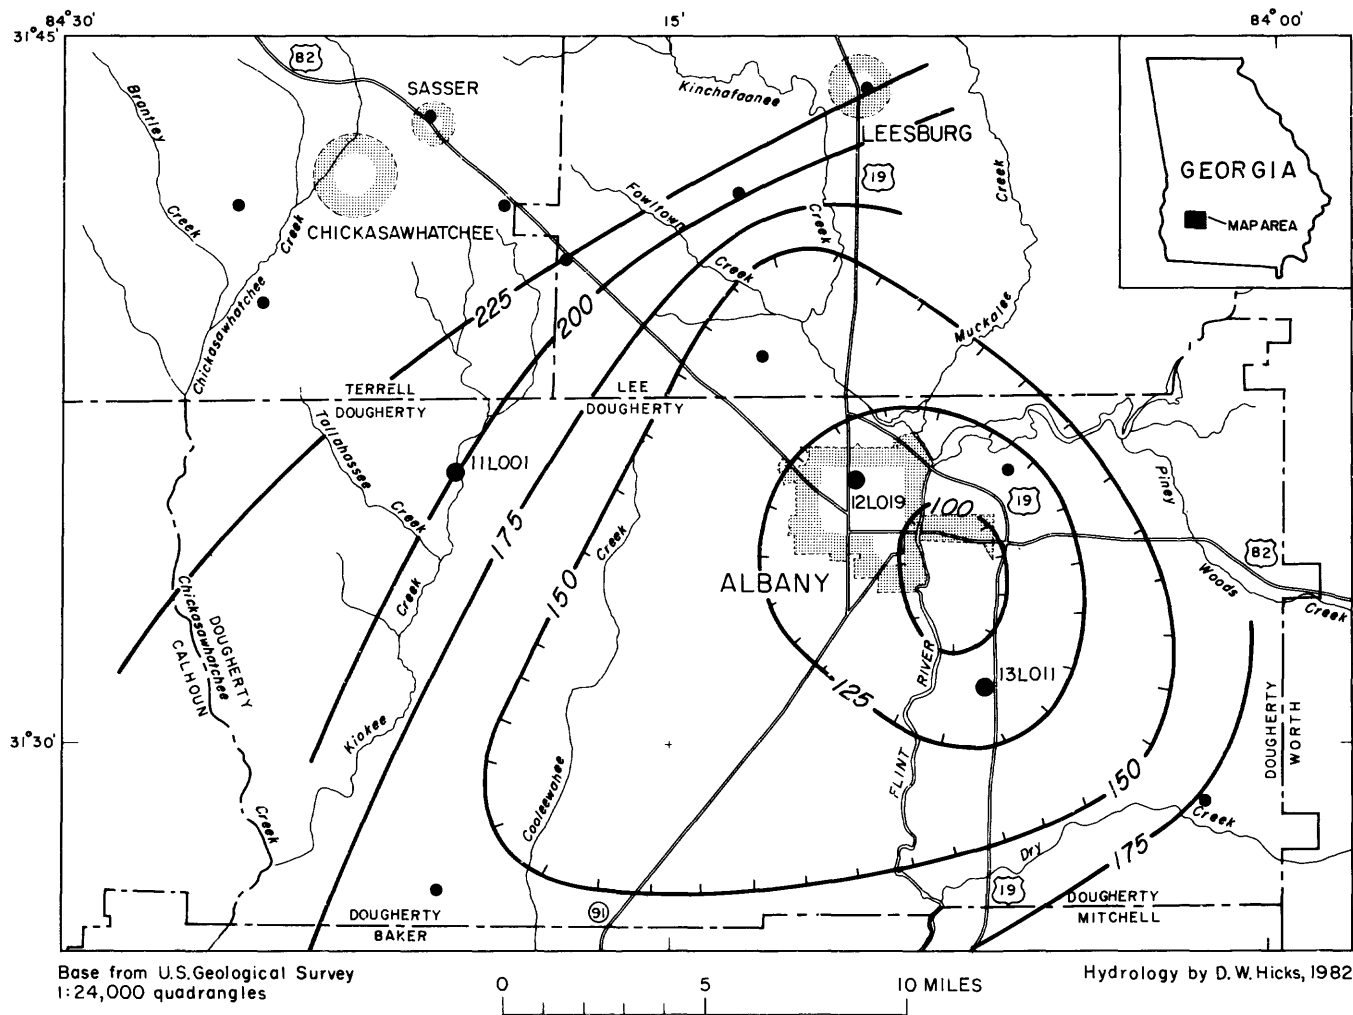 84°30'
15'
84°00'
31°45'
82
SASSER
Brantley
Creek
Kinchafoonee
LEESBURG
19
Creek
GEORGIA
MAP AREA
CHICKASAWHATCHEE
Creek
Fowltown
Creek
Creek
Chickasawhatchee
225
200
Muckalee
TERRELL
DOUGHERTY
LEE
DOUGHERTY
Tallahassee
Creek
11L001
12L019
19
100
Piney
Woods
Creek
82
175
Creek
150
Creek
ALBANY
Chickasawhatchee
DOUGHERTY
CALHOUN
RIVER
13L011
125
31°30'
Kiokee
FLINT
DOUGHERTY
WORTH
150
Creek
Cooleewahee
Creek
Dry
175
19
DOUGHERTY
MITCHELL
91
DOUGHERTY
BAKER
Base from U.S. Geological Survey
1:24,000 quadrangles
0 5 10 MILES
Hydrology by D. W. Hicks, 1982